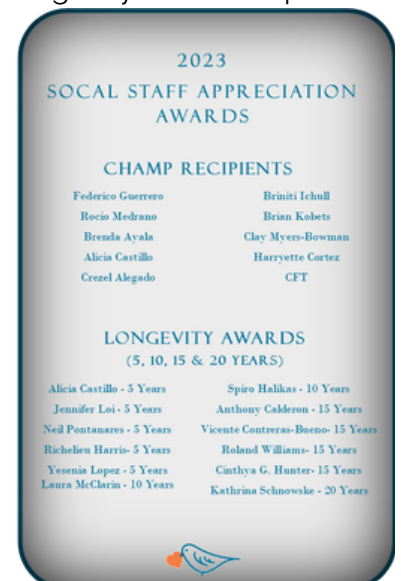 2023
SOCAL STAFF APPRECIATION
AWARDS
CHAMP RECIPIENTS
Federico Guerrero
Rocio Medrano
Brenda Ayala
Alicia Castillo
Crezel Alegado
Briniti Ichull
Brian Kobets
Clay Myers-Bowman
Harryette Cortez
CFT
LONGEVITY AWARDS
(5, 10, 15 & 20 YEARS)
Alicia Castillo - 5 Years
Jennifer Loi - 5 Years
Neil Pontanares - 5 Years
Richelieu Harris- 5 Years
Yesenia Lopez - 5 Years
Laura McClarin - 10 Years
Spiro Halikas - 10 Years
Anthony Calderon - 15 Years
Vicente Contreras-Bueno- 15 Years
Roland Williams- 15 Years
Cinthya G. Hunter- 15 Years
Kathrina Schnowske - 20 Years